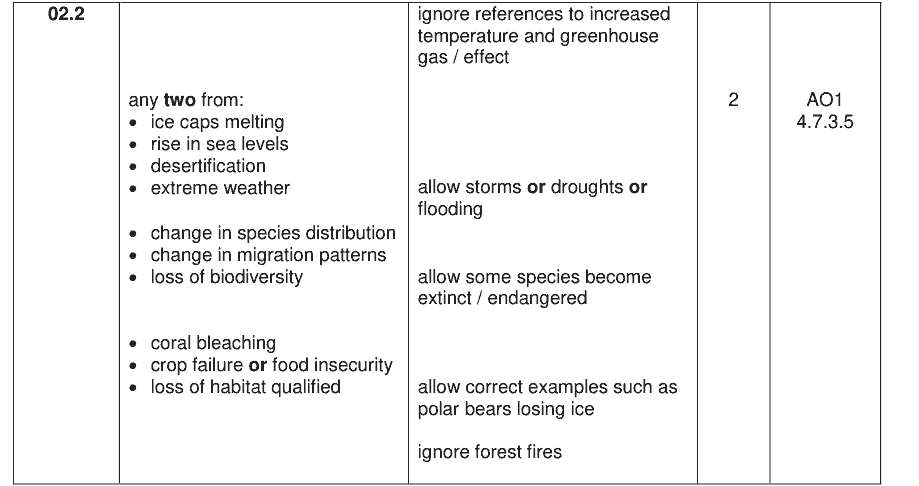 02.2
ignore references to increased
temperature and greenhouse
gas / effect
any two from:
2
AO1
• ice caps melting
4.7.3.5
• rise in sea levels
• desertification
• extreme weather
allow storms or droughts or
flooding
• change in species distribution
• change in migration patterns
• loss of biodiversity
allow some species become
extinct / endangered
• coral bleaching
• crop failure or food insecurity
• loss of habitat qualified
allow correct examples such as
polar bears losing ice
ignore forest fires